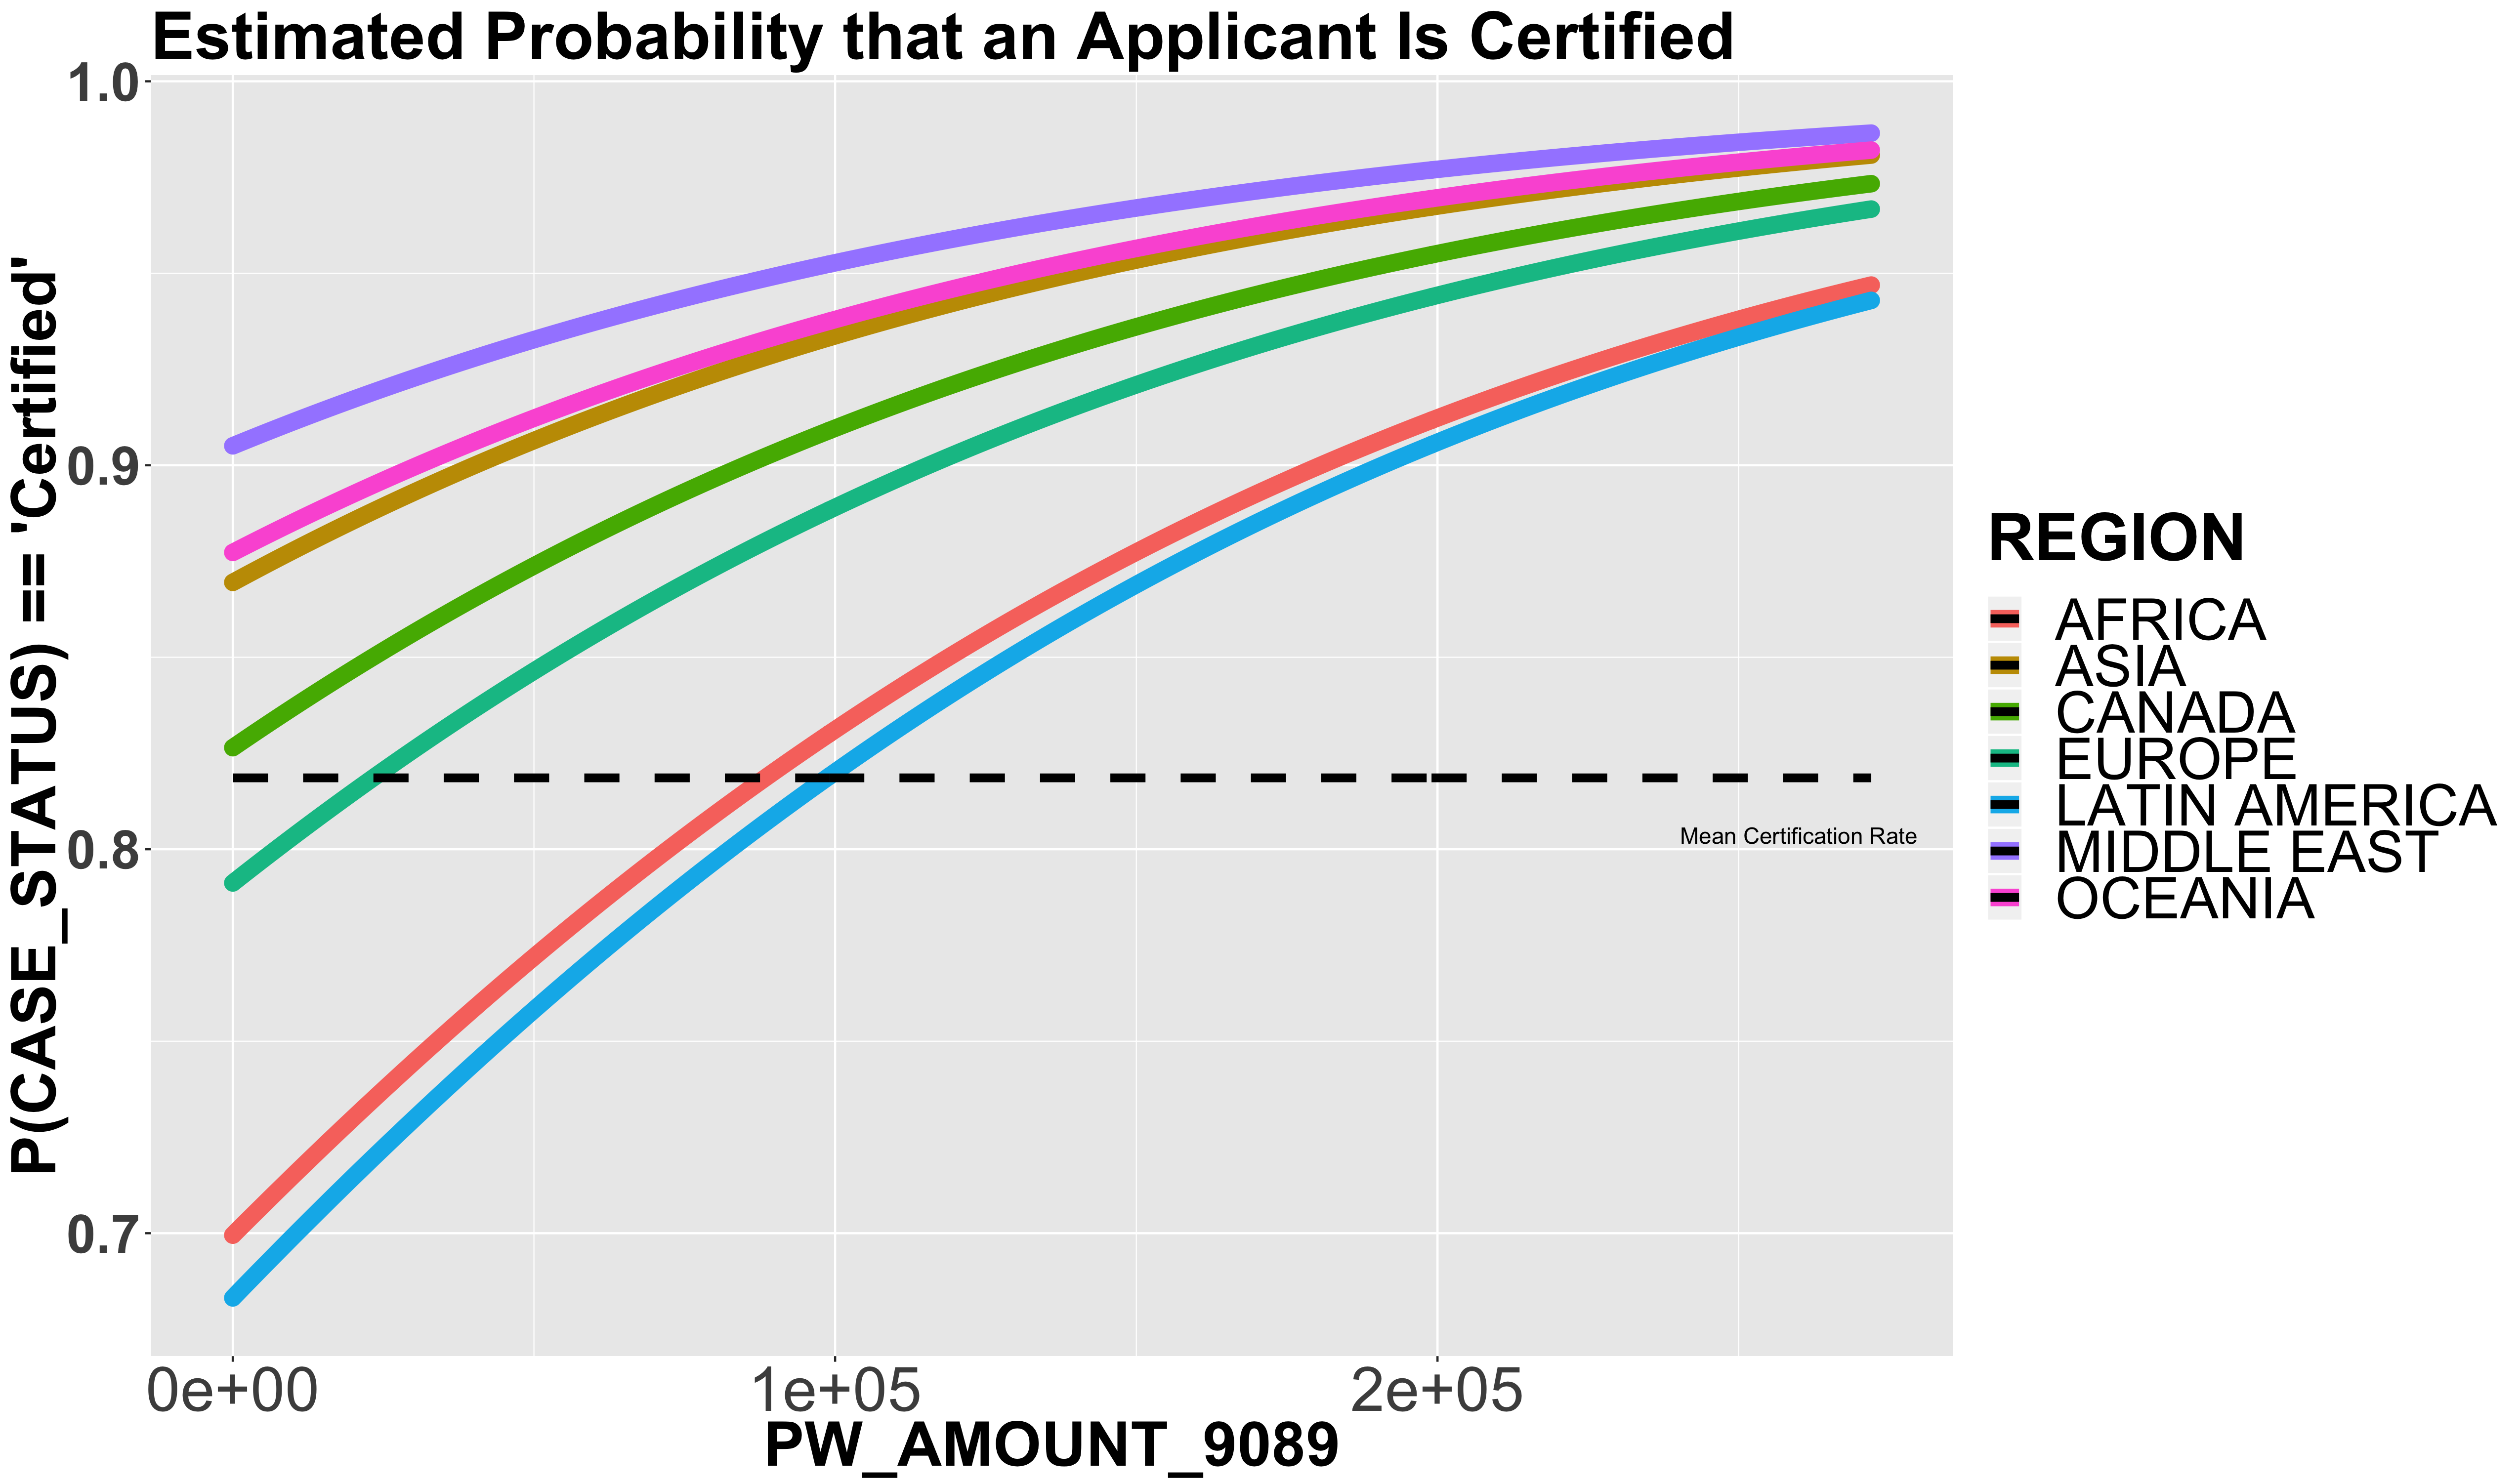 Estimated Probability that an Applicant Is Certified
P(CASE_STATUS) == 'Certified'
1.0
0.9
0.8
0.7
Mean Certification Rate
0e+00 1e+05 2e+05
PW_AMOUNT_9089
REGION
AFRICA
ASIA
CANADA
EUROPE
LATIN AMERICA
MIDDLE EAST
OCEANIA